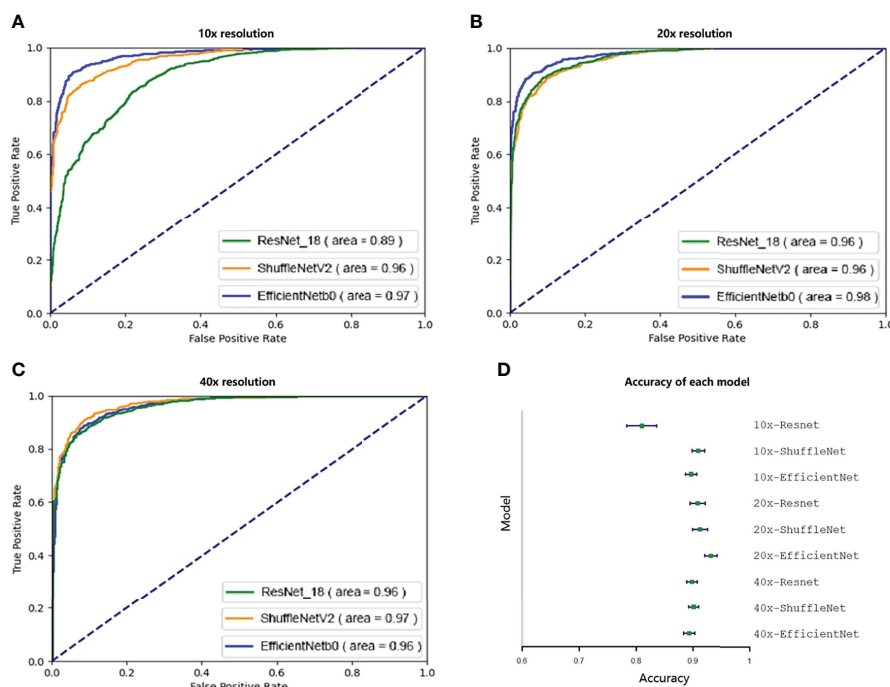 A
10x resolution
1.0
0.8
0.6
0.4
0.2
0.0
True Positive Rate
ResNet_18 ( area = 0.89 )
ShuffleNetV2 ( area = 0.96 )
EfficientNetb0 ( area = 0.97 )
0.0 0.2 0.4 0.6 0.8 1.0
False Positive Rate
B
20x resolution
1.0
0.8
0.6
0.4
0.2
0.0
True Positive Rate
ResNet_18 ( area = 0.96 )
ShuffleNetV2 ( area = 0.96 )
EfficientNetb0 ( area = 0.98 )
0.0 0.2 0.4 0.6 0.8 1.0
False Positive Rate
C
40x resolution
1.0
0.8
0.6
0.4
0.2
0.0
True Positive Rate
ResNet_18 ( area = 0.96 )
ShuffleNetV2 ( area = 0.97 )
EfficientNetb0 ( area = 0.96 )
0.0 0.2 0.4 0.6 0.8 1.0
False Positive Rate
D
Accuracy of each model
Model
10x-Resnet
10x-ShuffleNet
10x-EfficientNet
20x-Resnet
20x-ShuffleNet
20x-EfficientNet
40x-Resnet
40x-ShuffleNet
40x-EfficientNet
0.6 0.7 0.8 0.9 1
Accuracy